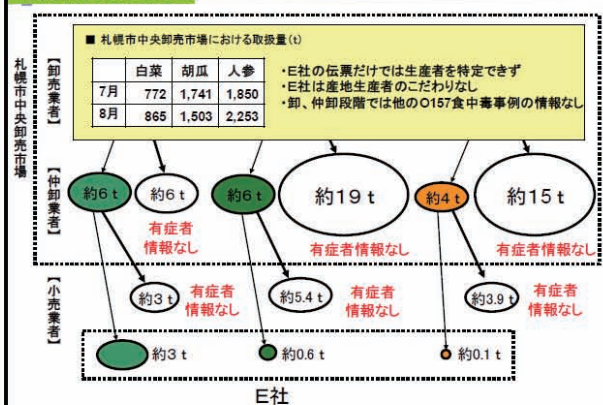 札幌市中央卸売市場
【卸売業者】
■ 札幌市中央卸売市場における取扱量(t)
白菜 胡瓜 人参
7月 772 1,741 1,850
8月 865 1,503 2,253
・E社の伝票だけでは生産者を特定できず
・E社は産地生産者のこだわりなし
・卸、仲卸段階では他のO157食中毒事例の情報なし
【仲卸業者】
約6t 約6t 約6t 約19t 約4t 約15t
有症者
情報なし
有症者情報なし
有症者情報なし
【小売業者】
約3t 有症者
情報なし
約5.4t 有症者
情報なし
約3.9t 有症者
情報なし
約3t 約0.6t 約0.1t
E社